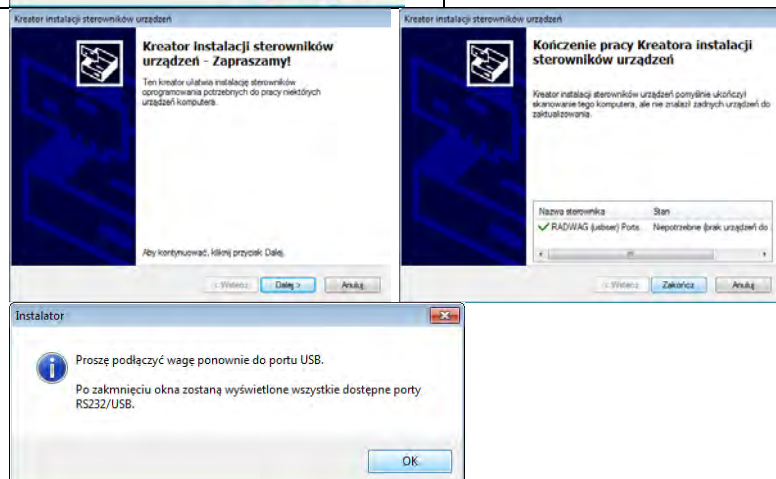 Kreator instalacji sterowników urządzeń
Kreator instalacji sterowników
urządzeń - Zapraszamy!
Ten kreator ułatwia instalację sterowników
oprogramowania potrzebnych do pracy niektórych
urządzeń komputera.
Aby kontynuować, kliknij przycisk Dalej.
< Wstecz
Dalej >
Anuluj
Kreator instalacji sterowników urządzeń
Kończenie pracy Kreatora instalacji
sterowników urządzeń
Kreator instalacji sterowników urządzeń pomyślnie ukończył
skanowanie tego komputera, ale nie znalazł żadnych urządzeń do
zaktualizowania.
Nazwa sterownika Stan
RADWAG (usbser) Ports Niepotrzebne (brak urządzeń do
< Wstecz
Zakończ
Anuluj
Instalator
Proszę podłączyć wagę ponownie do portu USB.
Po zakmnięciu okna zostaną wyświetlone wszystkie dostępne porty
RS232/USB.
OK